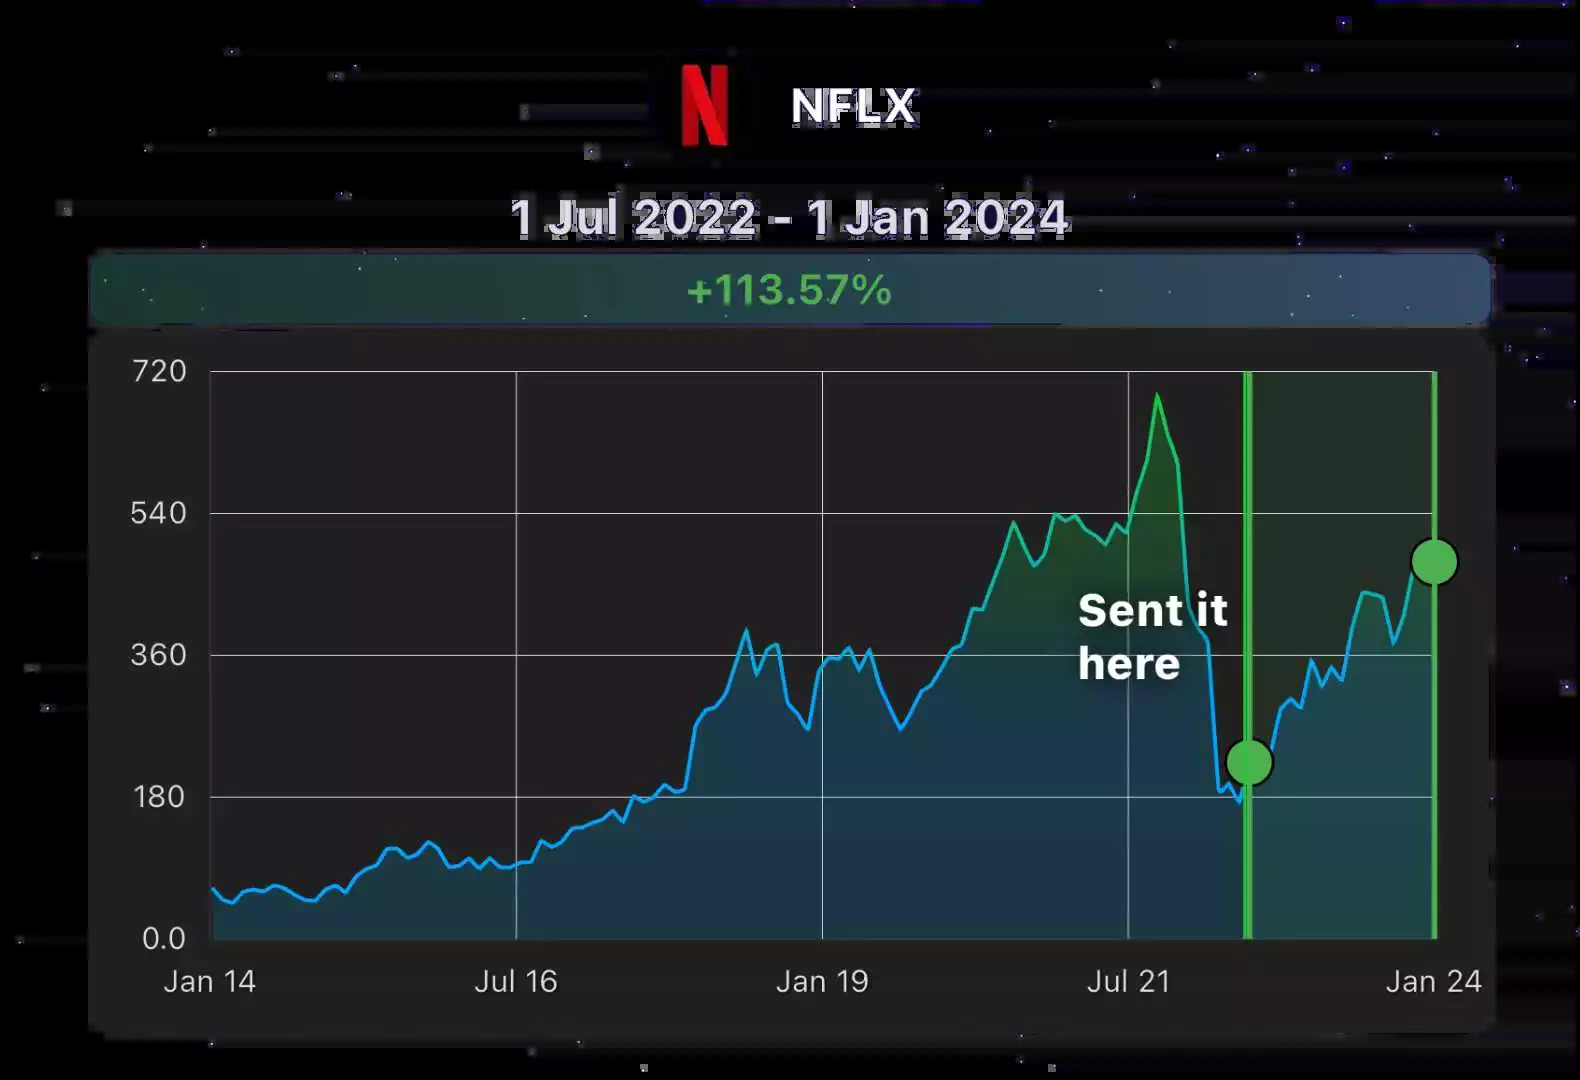 N NFLX
1 Jul 2022 - 1 Jan 2024
+113.57%
720
540
Sent it
here
360
180
0.0
Jan 14 Jul 16 Jan 19 Jul 21 Jan 24